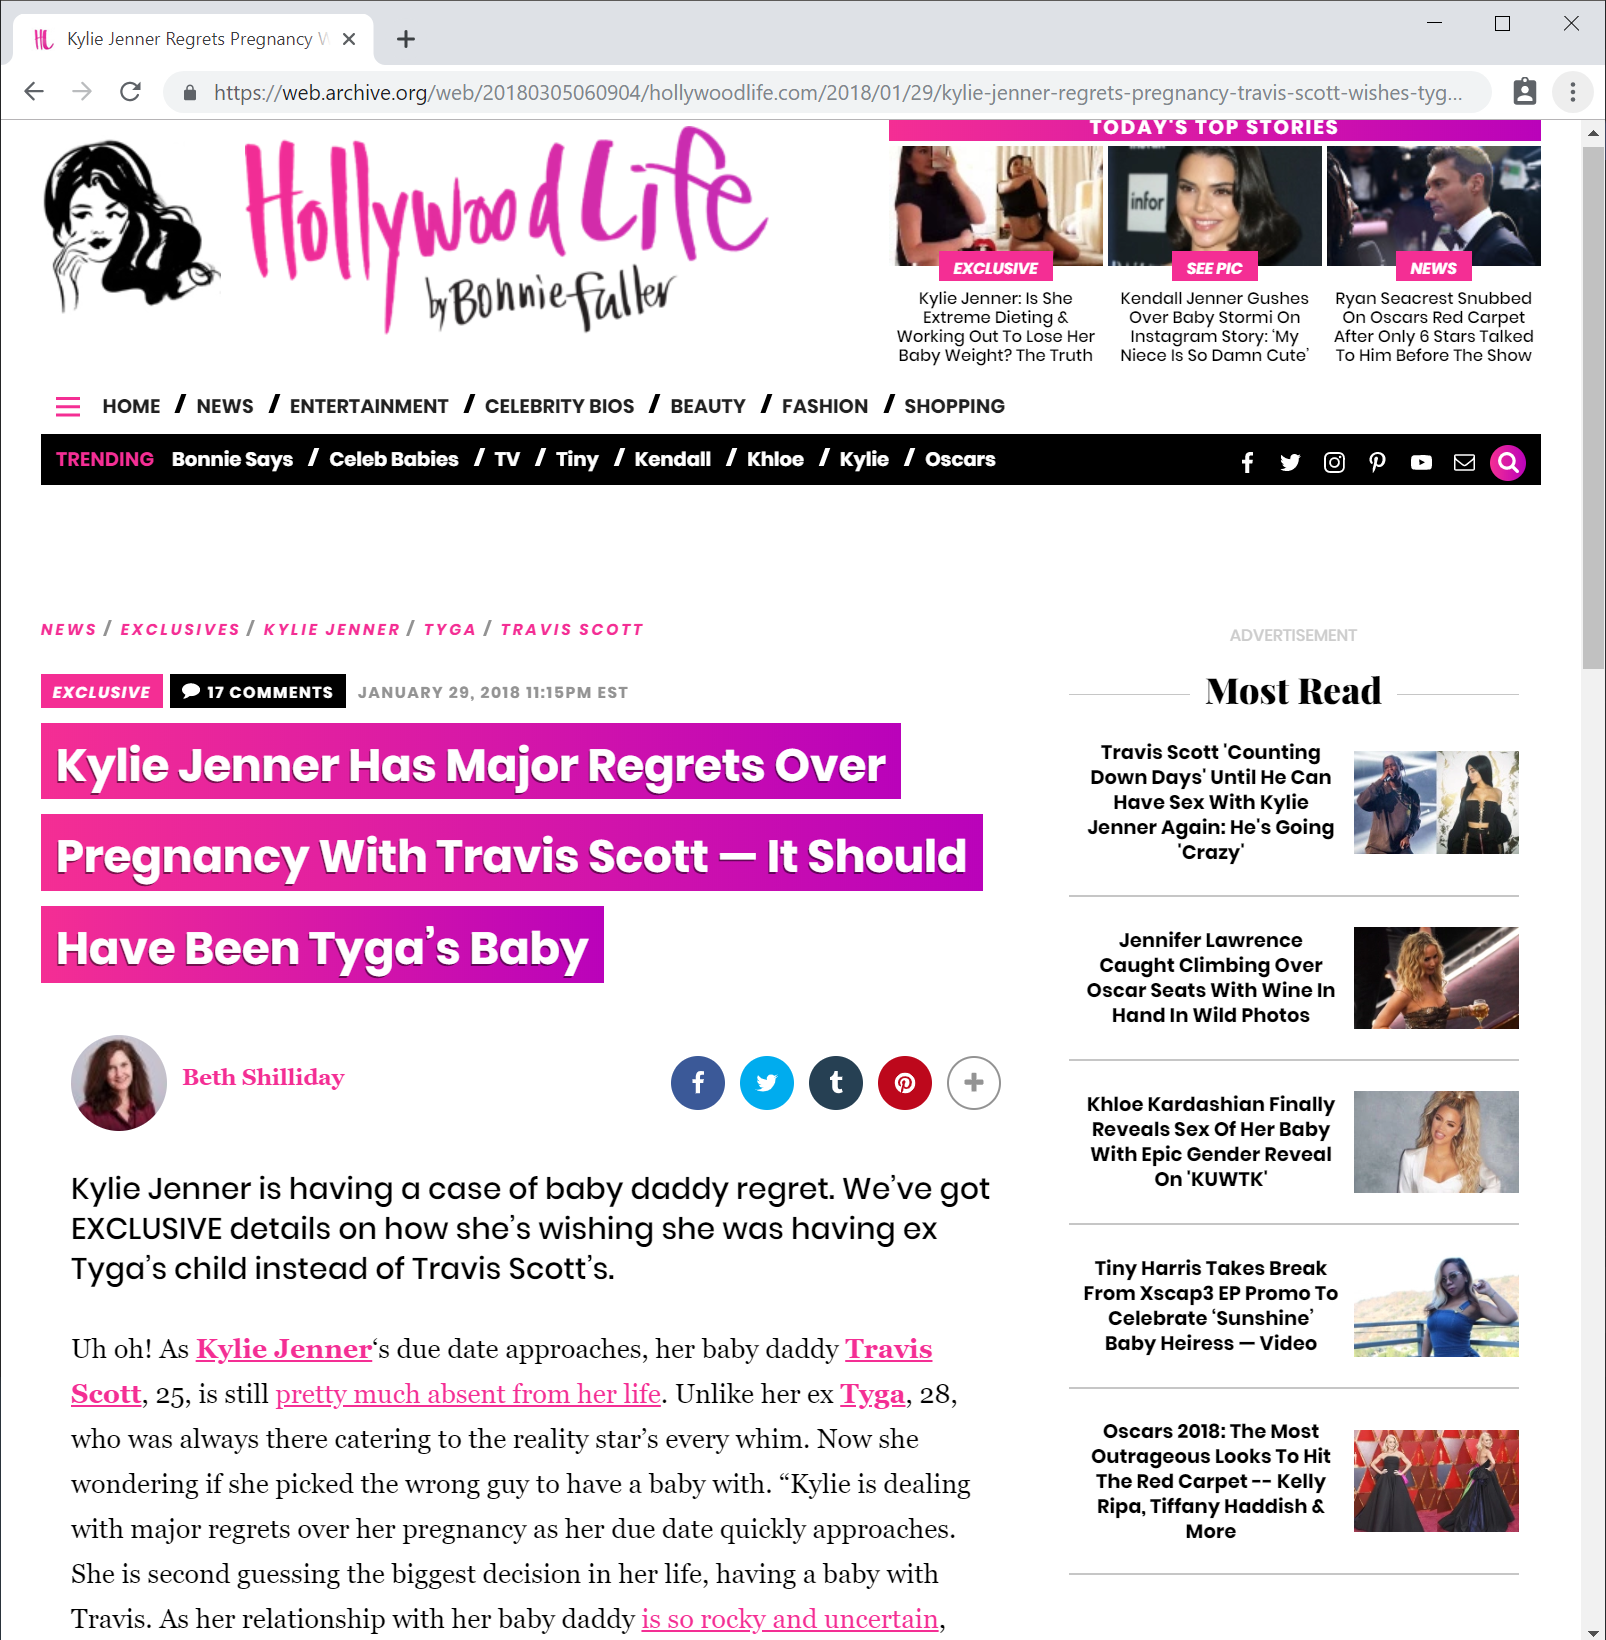 HL Kylie Jenner Regrets Pregnancy
https://web.archive.org/web/20180305060904/hollywoodlife.com/2018/01/29/kylie-jenner-regrets-pregnancy-travis-scott-wishes-tyg...
Hollywood Life
by Bonnie Fuller
TODAY'S TOP STORIES
infor
EXCLUSIVE
Kylie Jenner: Is She
Extreme Dieting &
Working Out To Lose Her
Baby Weight? The Truth
SEE PIC
Kendall Jenner Gushes
Over Baby Stormi On
Instagram Story: ‘My
Niece Is So Damn Cute’
NEWS
Ryan Seacrest Snubbed
On Oscars Red Carpet
After Only 6 Stars Talked
To Him Before The Show
HOME / NEWS / ENTERTAINMENT / CELEBRITY BIOS / BEAUTY / FASHION / SHOPPING
TRENDING Bonnie Says / Celeb Babies / TV / Tiny / Kendall / Khloe / Kylie / Oscars
NEWS / EXCLUSIVES / KYLIE JENNER / TYGA / TRAVIS SCOTT
EXCLUSIVE 17 COMMENTS JANUARY 29, 2018 11:15PM EST
Kylie Jenner Has Major Regrets Over
Pregnancy With Travis Scott — It Should
Have Been Tyga’s Baby
Beth Shilliday
Kylie Jenner is having a case of baby daddy regret. We’ve got
EXCLUSIVE details on how she’s wishing she was having ex
Tyga’s child instead of Travis Scott’s.
Uh oh! As Kylie Jenner‘s due date approaches, her baby daddy Travis
Scott, 25, is still pretty much absent from her life. Unlike her ex Tyga, 28,
who was always there catering to the reality star’s every whim. Now she
wondering if she picked the wrong guy to have a baby with. “Kylie is dealing
with major regrets over her pregnancy as her due date quickly approaches.
She is second guessing the biggest decision in her life, having a baby with
Travis. As her relationship with her baby daddy is so rocky and uncertain,
ADVERTISEMENT
Most Read
Travis Scott 'Counting
Down Days' Until He Can
Have Sex With Kylie
Jenner Again: He's Going
'Crazy'
Jennifer Lawrence
Caught Climbing Over
Oscar Seats With Wine In
Hand In Wild Photos
Khloe Kardashian Finally
Reveals Sex Of Her Baby
With Epic Gender Reveal
On 'KUWTK'
Tiny Harris Takes Break
From Xscap3 EP Promo To
Celebrate ‘Sunshine’
Baby Heiress — Video
Oscars 2018: The Most
Outrageous Looks To Hit
The Red Carpet -- Kelly
Ripa, Tiffany Haddish &
More